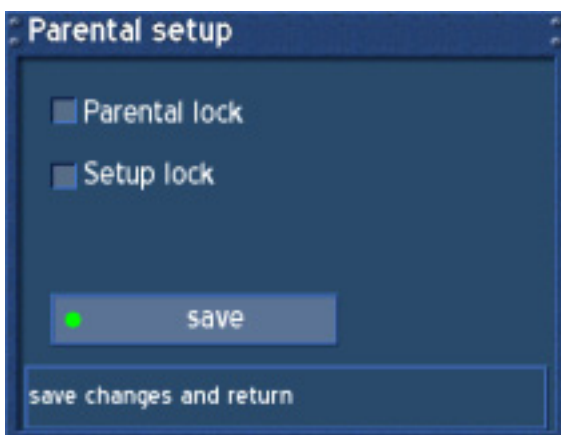 Parental setup
Parental lock
Setup lock
save
save changes and return